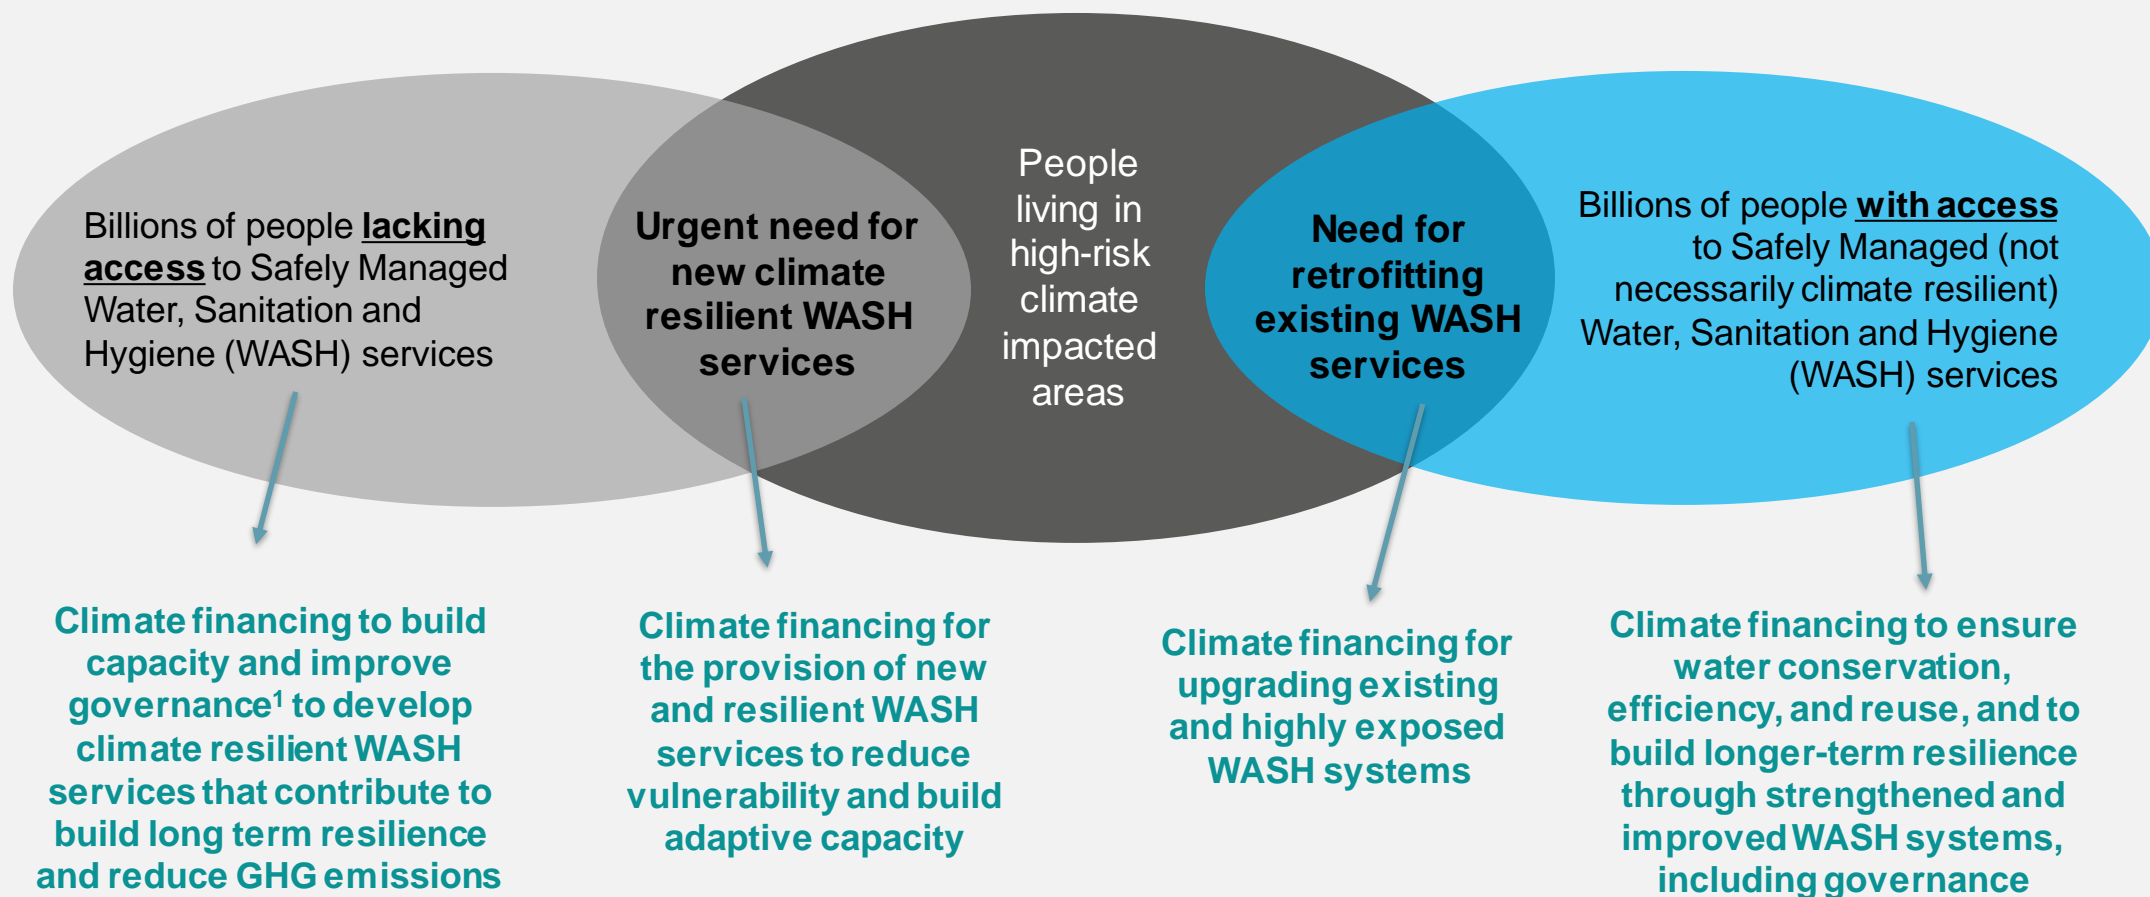 Billions of people lacking
access to Safely Managed
Water, Sanitation and
Hygiene (WASH) services
Urgent need for
new climate
resilient WASH
services
People
living in
high-risk
climate
impacted
areas
Need for
retrofitting
existing WASH
services
Billions of people with access
to Safely Managed (not
necessarily climate resilient)
Water, Sanitation and Hygiene
(WASH) services
Climate financing to build
capacity and improve
governance¹ to develop
climate resilient WASH
services that contribute to
build long term resilience
and reduce GHG emissions
Climate financing for
the provision of new
and resilient WASH
services to reduce
vulnerability and build
adaptive capacity
Climate financing for
upgrading existing
and highly exposed
WASH systems
Climate financing to ensure
water conservation,
efficiency, and reuse, and to
build longer-term resilience
through strengthened and
improved WASH systems,
including governance